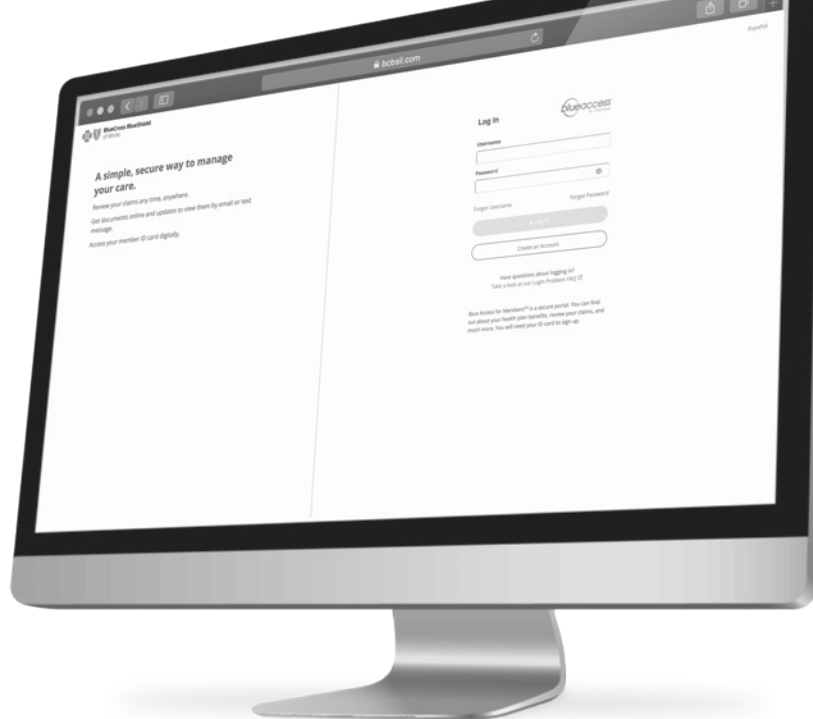 bcbsil.com
BlueCross BlueShield
of Illinois
A simple, secure way to manage
your care.
Review your claims any time, anywhere.
Get documents online and updates to view them by email or text
message.
Access your member ID card digitally.
Español
blueaccess
Log In
Username
Password
Forgot Username
Forgot Password
Log In
Create an Account
Have questions about logging in?
Take a look at our Login Problem FAQ
Blue Access for Members℠ is a secure portal. You can find
out about your health plan benefits, review your claims, and
much more. You will need your ID card to sign up.